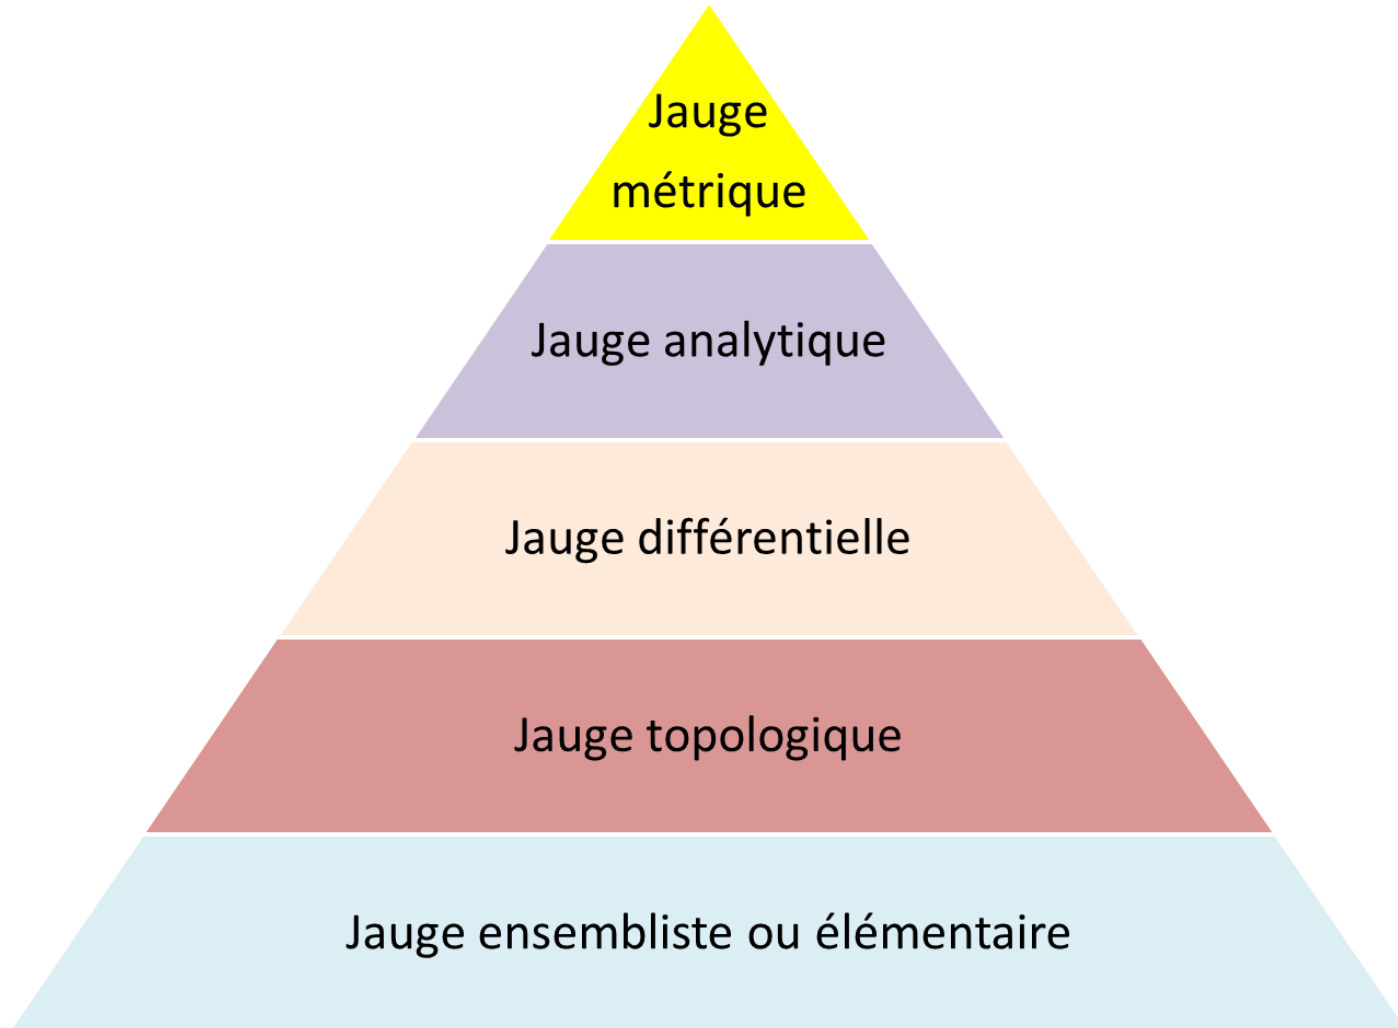 Jauge
métrique
Jauge analytique
Jauge différentielle
Jauge topologique
Jauge ensembliste ou élémentaire